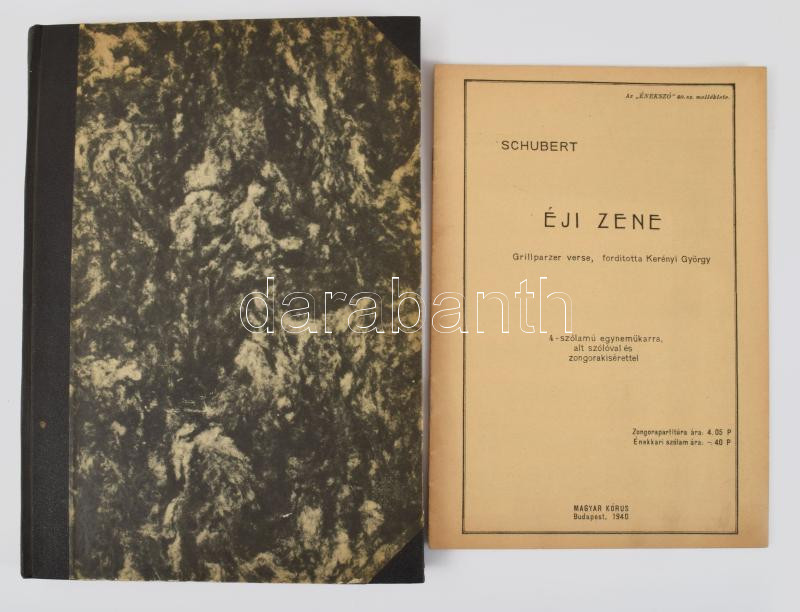 Az „ÉNEKSZÓ" 40. sz. melléklete.
SCHUBERT
ÉJI ZENE
Grillparzer verse, fordította Kerényi György
darabanth
4-szólamú egyneműkarra,
alt szólóval és
zongorakisérettel
Zongorapartitúra ára: 4.05 P
Énekkari szólam ára: -.40 P
MAGYAR KÓRUS
Budapest, 1940